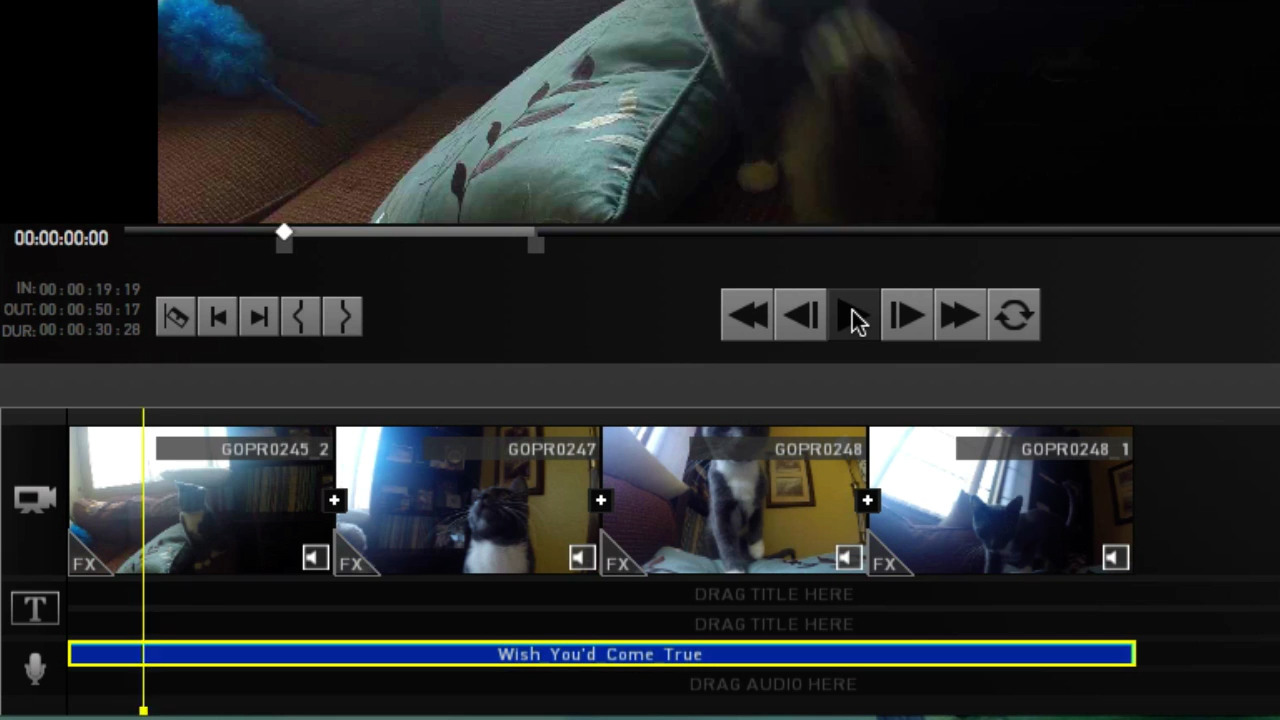 00:00:00:00
IN: 00 : 00 : 19 : 19
OUT: 00 : 00 : 50 : 17
DUR: 00 : 00 : 30 : 28
GOPR0245_2
GOPR0247
GOPR0248
GOPR0248_1
FX
FX
FX
FX
T
DRAG TITLE HERE
DRAG TITLE HERE
Wish You'd Come True
DRAG AUDIO HERE